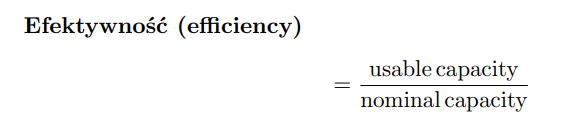 Efektywność (efficiency)
= usable capacity
nominal capacity